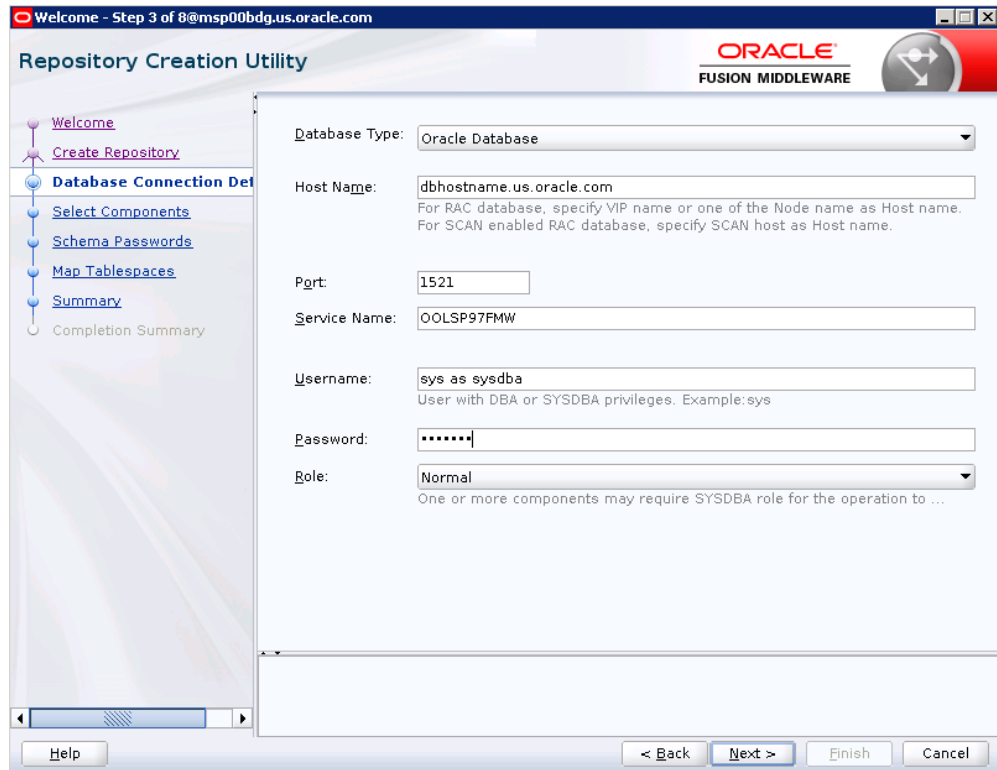 Welcome - Step 3 of 8@msp00bdg.us.oracle.com
Repository Creation Utility
ORACLE
FUSION MIDDLEWARE
Welcome
Create Repository
Database Connection Det
Select Components
Schema Passwords
Map Tablespaces
Summary
Completion Summary
Database Type: Oracle Database
Host Name: dbhostname.us.oracle.com
For RAC database, specify VIP name or one of the Node name as Host name.
For SCAN enabled RAC database, specify SCAN host as Host name.
Port: 1521
Service Name: OOLSP97FMW
Username: sys as sysdba
User with DBA or SYSDBA privileges. Example:sys
Password: •••••••
Role: Normal
One or more components may require SYSDBA role for the operation to ...
Help < Back Next > Finish Cancel